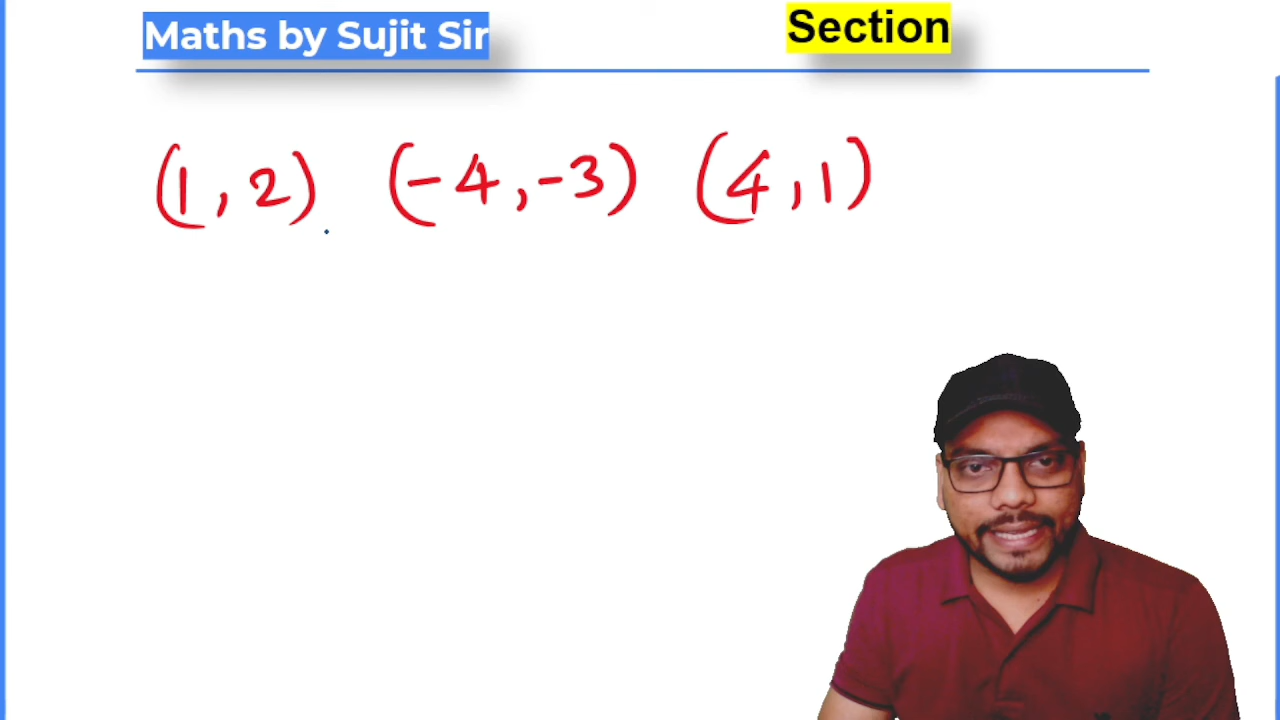 Maths by Sujit Sir Section
(1, 2) (-4, -3) (4, 1)